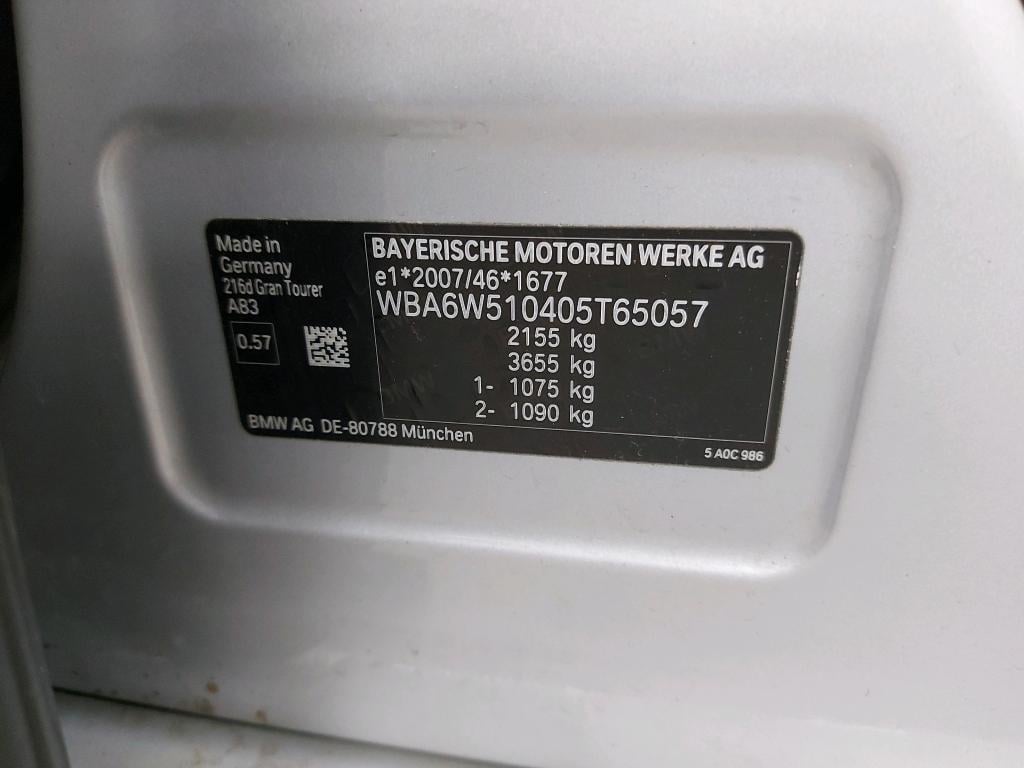 Made in
Germany
216d Gran Tourer
A83
0.57
BAYERISCHE MOTOREN WERKE AG
e1*2007/46*1677
WBA6W510405T65057
2155 kg
3655 kg
1- 1075 kg
2- 1090 kg
BMW AG DE-80788 München
5 A0C 986